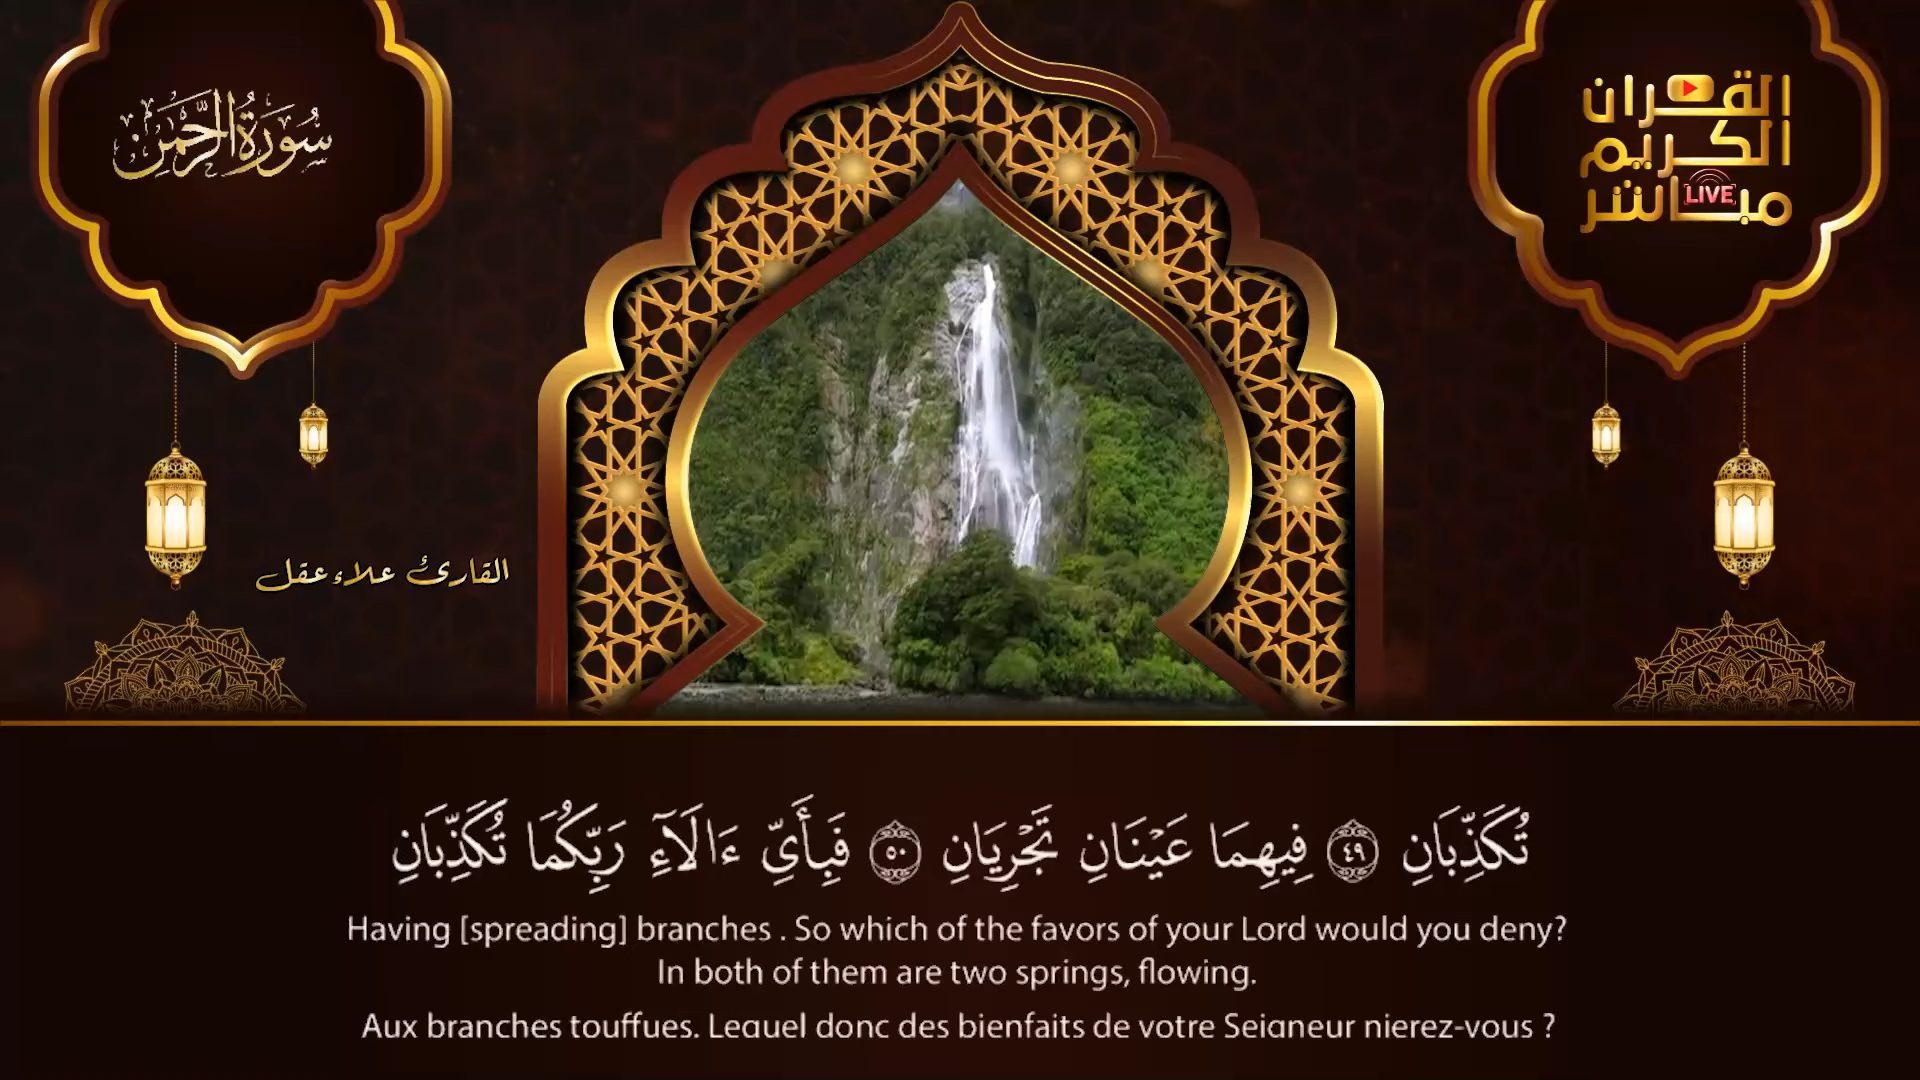 سُورَةُ الرَّحْمَٰن
القران
الكريم
مباشر
LIVE
القارئ علاء عقل
تُكَذِّبَانِ ٤٩ فِيهِمَا عَيْنَانِ تَجْرِيَانِ ٥٠ فَبِأَيِّ ءَالَآءِ رَبِّكُمَا تُكَذِّبَانِ
Having [spreading] branches . So which of the favors of your Lord would you deny?
In both of them are two springs, flowing.
Aux branches touffues. Lequel donc des bienfaits de votre Seigneur nierez-vous ?